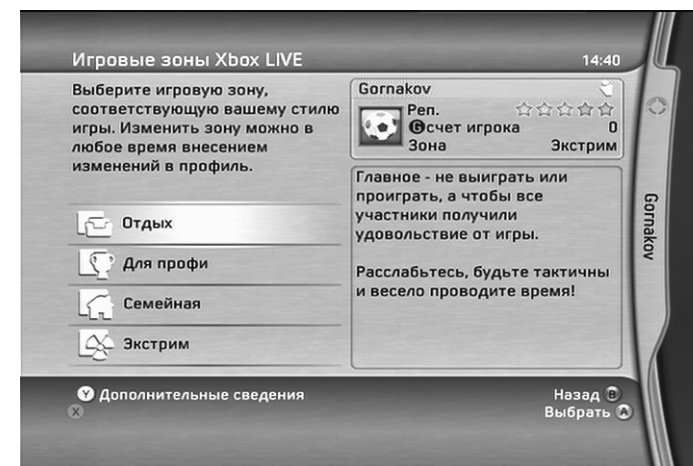 Игровые зоны Xbox LIVE
14:40
Выберите игровую зону,
соответствующую вашему стилю
игры. Изменить зону можно в
любое время внесением
изменений в профиль.
Отдых
Для профи
Семейная
Экстрим
Gornakov
Реп.
G счет игрока 0
Зона Экстрим
Главное - не выиграть или
проиграть, а чтобы все
участники получили
удовольствие от игры.
Расслабьтесь, будьте тактичны
и весело проводите время!
Gornakov
Y Дополнительные сведения
X
Назад B
Выбрать A